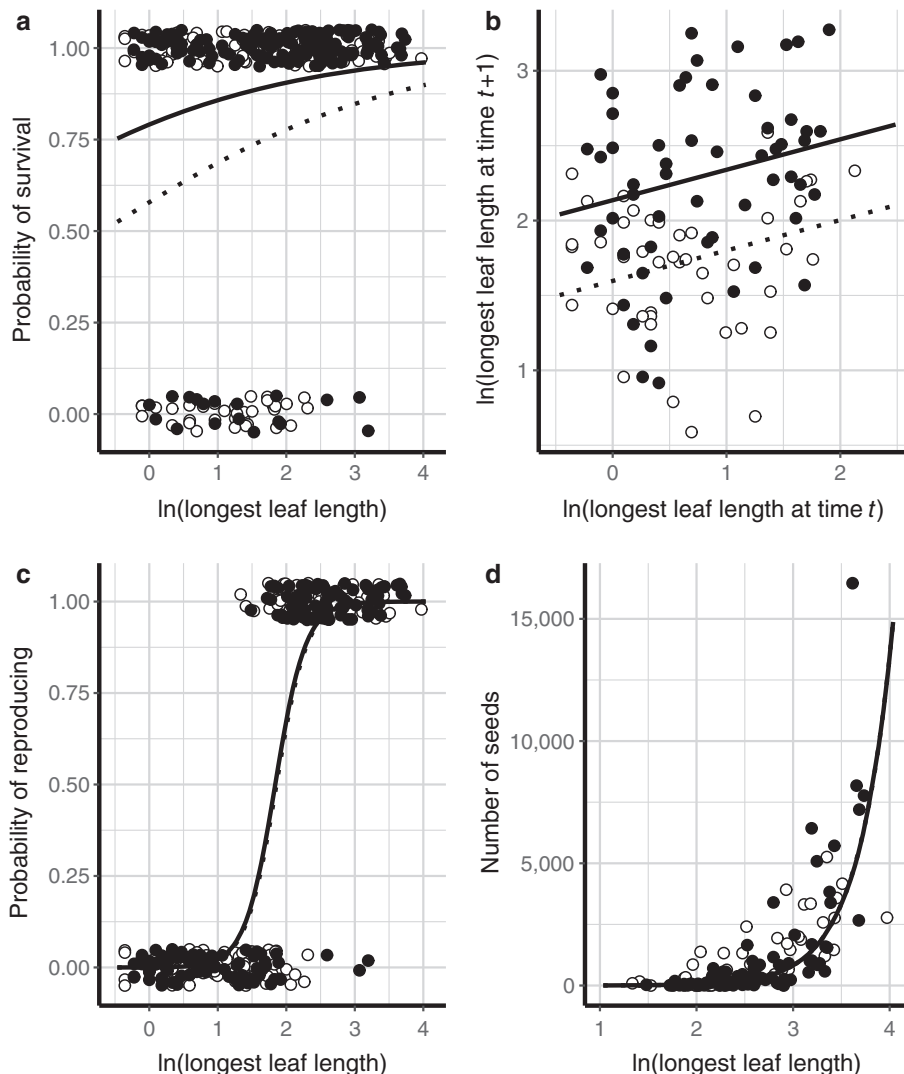 a
1.00
0.75
0.50
0.25
0.00
Probability of survival
0
1
2
3
4
ln(longest leaf length)
b
3
2
1
ln(longest leaf length at time t+1)
0
1
2
ln(longest leaf length at time t)
c
1.00
0.75
0.50
0.25
0.00
Probability of reproducing
0
1
2
3
4
ln(longest leaf length)
d
15,000
10,000
5,000
0
Number of seeds
1
2
3
4
ln(longest leaf length)